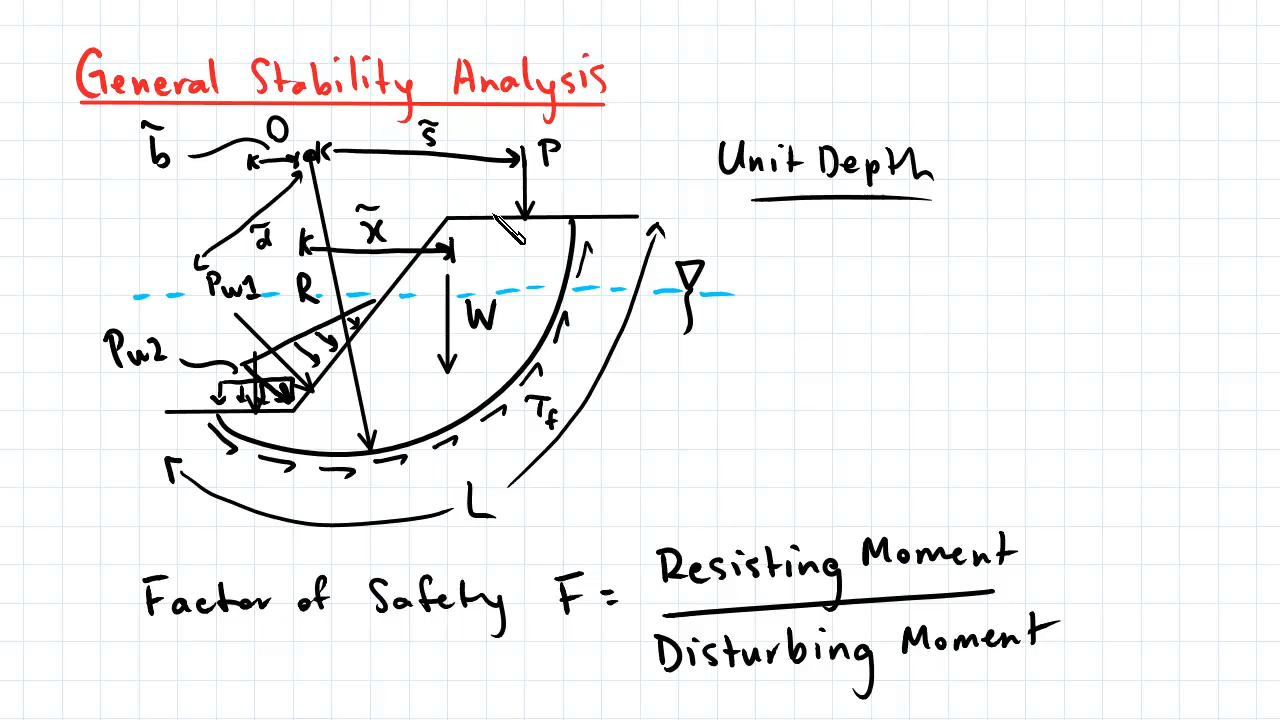 General Stability Analysis
b̃
O
s̃
P
Unit Depth
d̃
x̃
Pw1
R
W
Pw2
τf
L
Factor of Safety F = Resisting Moment
Disturbing Moment